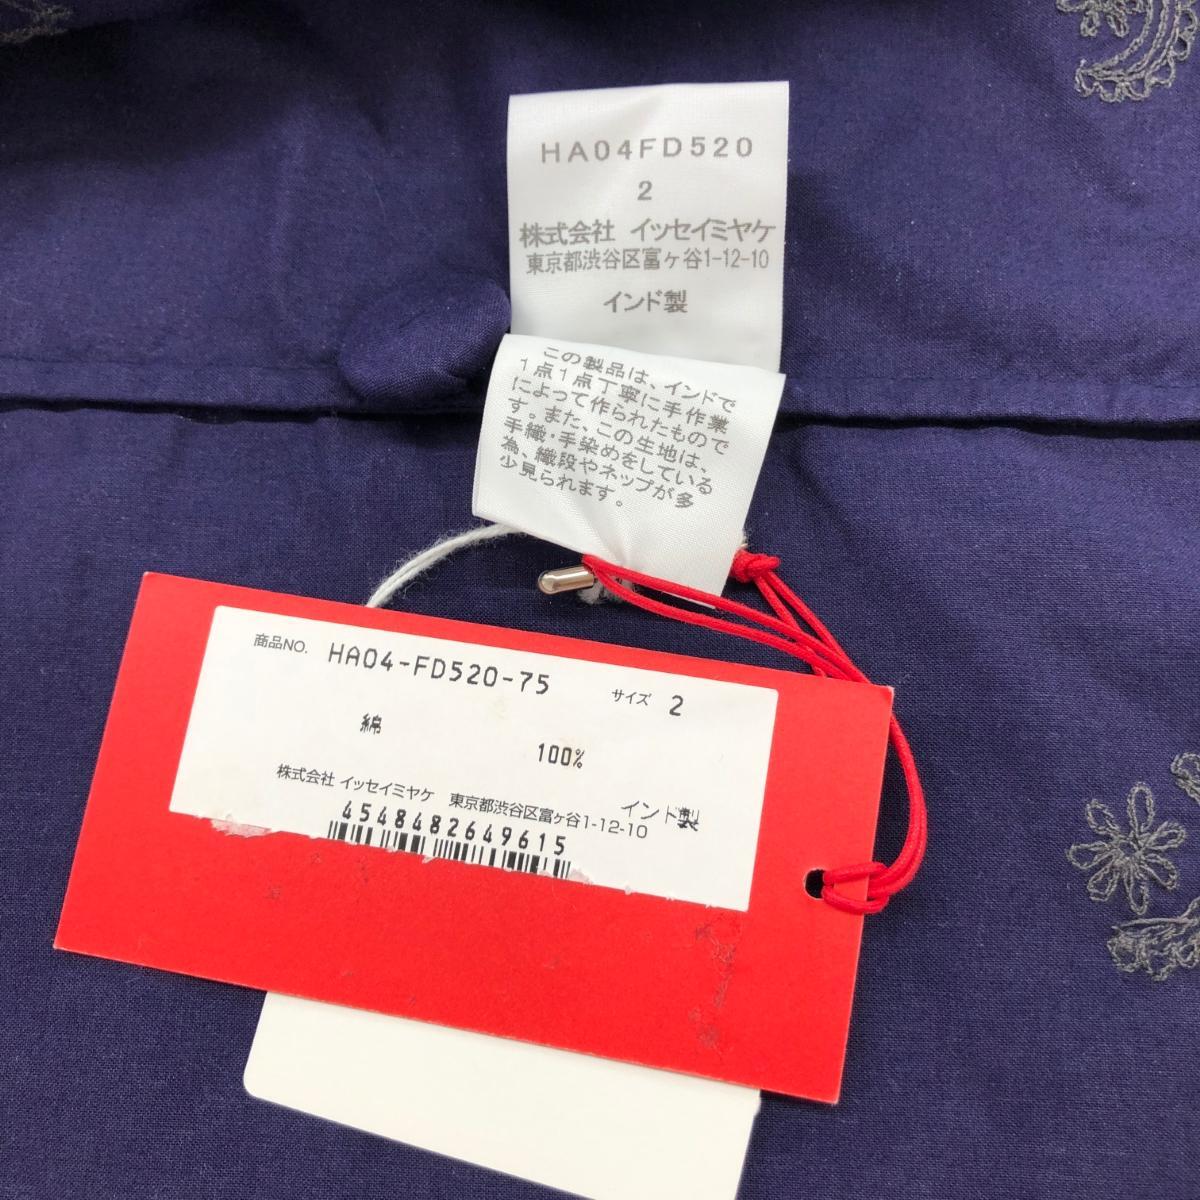 HA04FD520
2
株式会社 イッセイミヤケ
東京都渋谷区富ヶ谷1-12-10
インド製
この製品は、インドで
1点1点丁寧に手作業
によって作られたもので
す。また、この生地は、
手織・手染めをしている
為、織段やネップが多
少見られます。
商品NO. HA04-FD520-75 サイズ 2
綿 100%
株式会社 イッセイミヤケ 東京都渋谷区富ヶ谷1-12-10
インド製
4548482649615